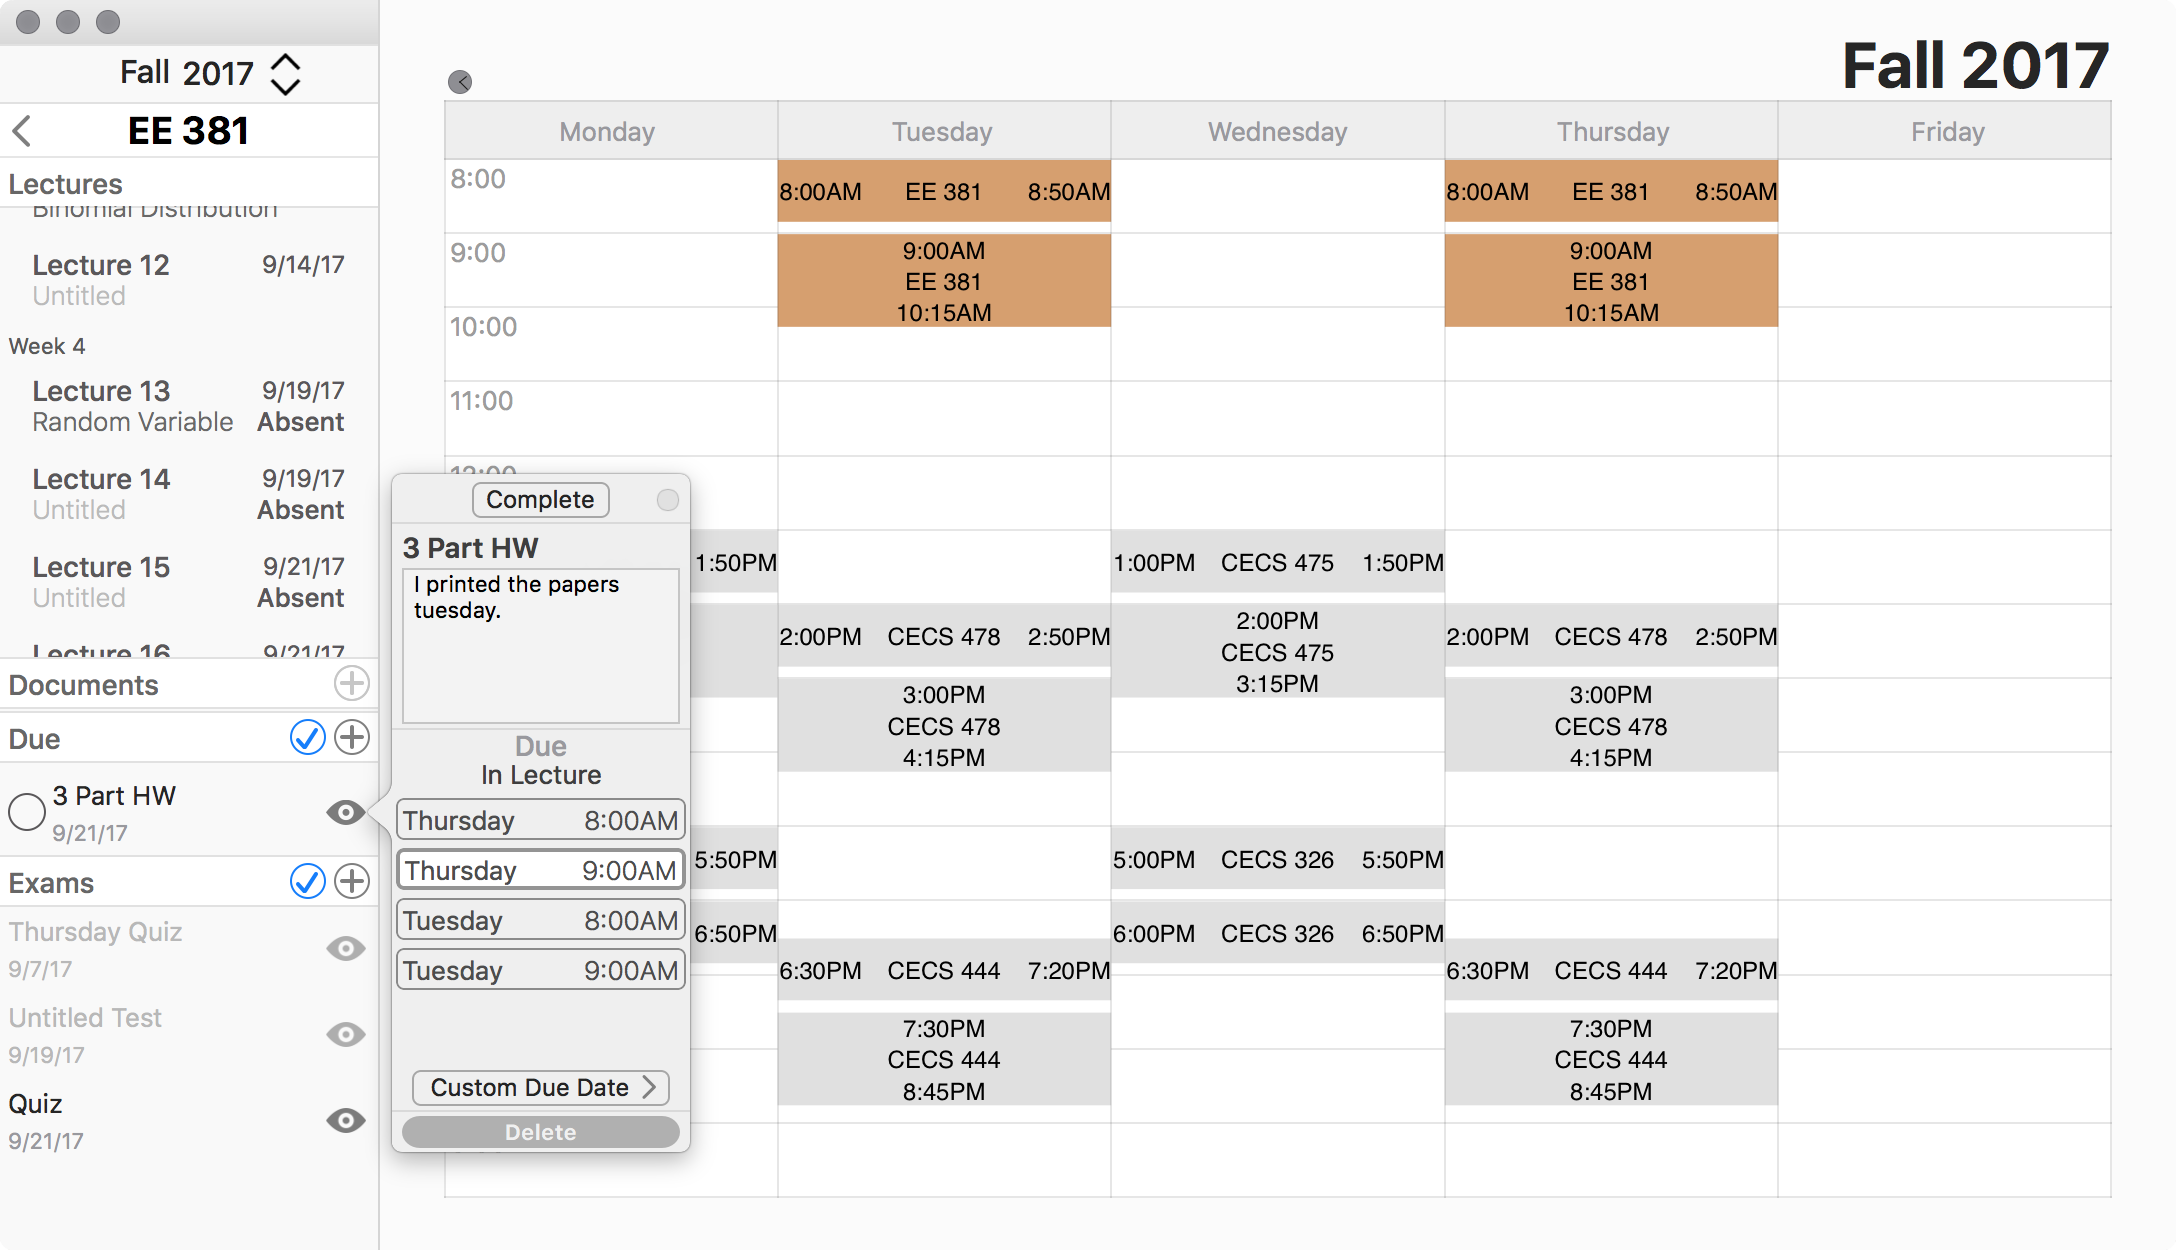 Fall 2017
EE 381
Lectures
Binomial Distribution
Lecture 12 9/14/17
Untitled
Week 4
Lecture 13 9/19/17
Random Variable Absent
Lecture 14 9/19/17
Untitled Absent
Lecture 15 9/21/17
Untitled Absent
Lecture 16 9/21/17
Documents
Due
3 Part HW
9/21/17
Exams
Thursday Quiz
9/7/17
Untitled Test
9/19/17
Quiz
9/21/17
Complete
3 Part HW
I printed the papers
tuesday.
Due
In Lecture
Thursday 8:00AM
Thursday 9:00AM
Tuesday 8:00AM
Tuesday 9:00AM
Custom Due Date
Delete
Fall 2017
Monday Tuesday Wednesday Thursday Friday
8:00
9:00
10:00
11:00
12:00
1:50PM
5:50PM
6:50PM
8:00AM EE 381 8:50AM
9:00AM
EE 381
10:15AM
2:00PM CECS 478 2:50PM
3:00PM
CECS 478
4:15PM
6:30PM CECS 444 7:20PM
7:30PM
CECS 444
8:45PM
1:00PM CECS 475 1:50PM
2:00PM
CECS 475
3:15PM
5:00PM CECS 326 5:50PM
6:00PM CECS 326 6:50PM
8:00AM EE 381 8:50AM
9:00AM
EE 381
10:15AM
2:00PM CECS 478 2:50PM
3:00PM
CECS 478
4:15PM
6:30PM CECS 444 7:20PM
7:30PM
CECS 444
8:45PM